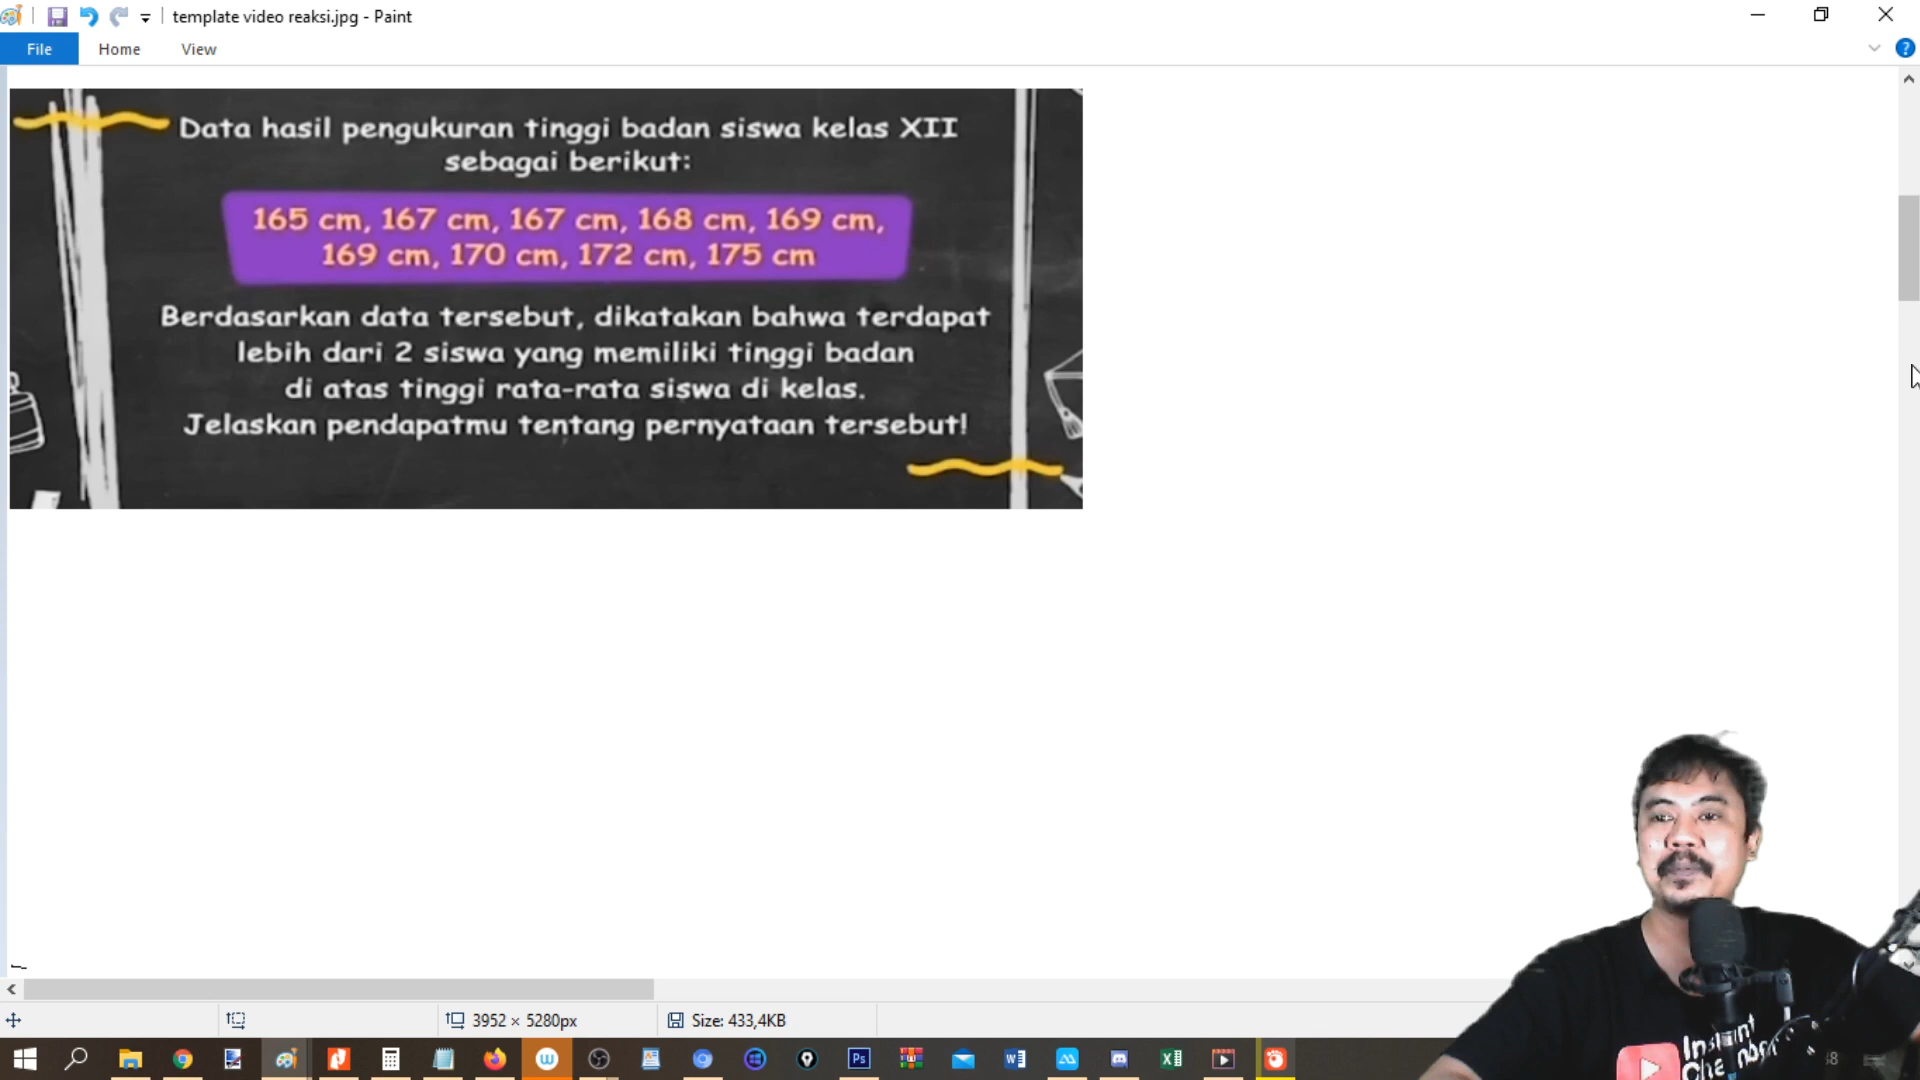 template video reaksi.jpg - Paint
File Home View
Data hasil pengukuran tinggi badan siswa kelas XII
sebagai berikut:
165 cm, 167 cm, 167 cm, 168 cm, 169 cm,
169 cm, 170 cm, 172 cm, 175 cm
Berdasarkan data tersebut, dikatakan bahwa terdapat
lebih dari 2 siswa yang memiliki tinggi badan
di atas tinggi rata-rata siswa di kelas.
Jelaskan pendapatmu tentang pernyataan tersebut!
3952 × 5280px Size: 433,4KB
Instant